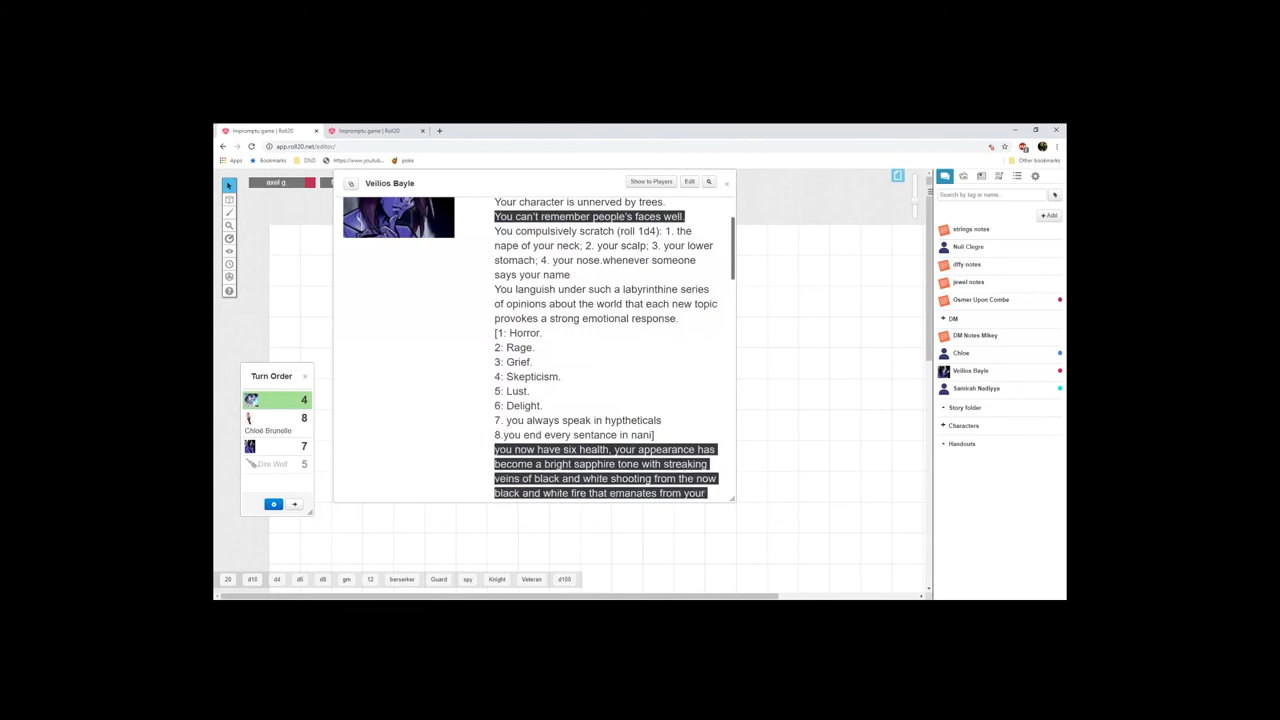 Impromptu game | Roll20
Impromptu game | Roll20
app.roll20.net/editor/
Apps
Bookmarks
DND
https://www.youtub...
poke
Other bookmarks
axel g
Veilios Bayle
Show to Players
Edit
Your character is unnerved by trees.
You can't remember people's faces well.
You compulsively scratch (roll 1d4): 1. the
nape of your neck; 2. your scalp; 3. your lower
stomach; 4. your nose.whenever someone
says your name
You languish under such a labyrinthine series
of opinions about the world that each new topic
provokes a strong emotional response.
[1: Horror.
2: Rage.
3: Grief.
4: Skepticism.
5: Lust.
6: Delight.
7. you always speak in hyptheticals
8.you end every sentance in nani]
you now have six health, your appearance has
become a bright sapphire tone with streaking
veins of black and white shooting from the now
black and white fire that emanates from your
Turn Order
4
8
Chloé Brunelle
7
Dire Wolf
5
20
d10
d4
d6
d8
gm
12
berserker
Guard
spy
Knight
Veteran
d100
Search by tag or name...
+ Add
strings notes
Nuli Clegre
dffy notes
jewel notes
Osmer Upon Combe
DM
DM Notes Mikey
Chloe
Veilios Bayle
Samirah Nadiyya
Story folder
Characters
Handouts